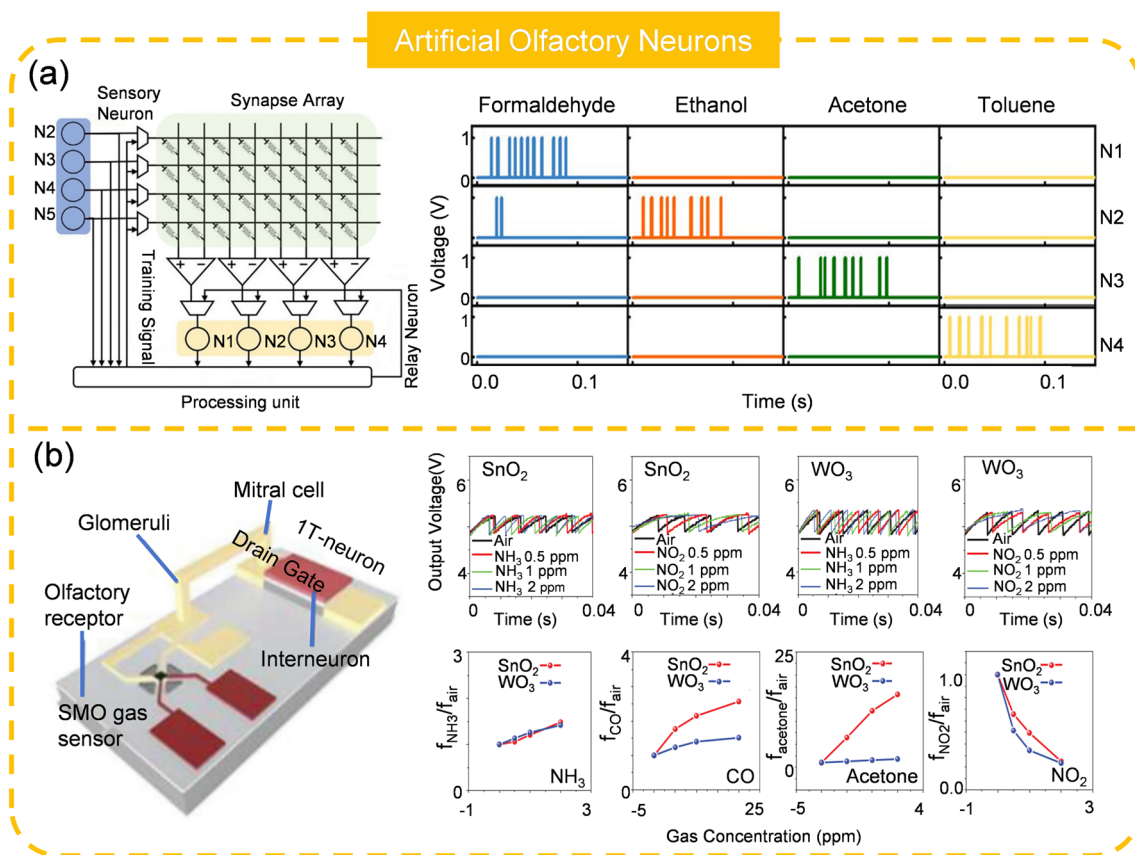 Artificial Olfactory Neurons
(a)
Sensory
Neuron
Synapse Array
N2
N3
N4
N5
+ − + − + − + −
Training Signal
N1 N2 N3 N4
Relay Neuron
Processing unit
Formaldehyde Ethanol Acetone Toluene
Voltage (V)
1
0
N1
N2
1
0
N3
1
0
N4
0.0 0.1 0.0 0.1
Time (s)
(b)
Mitral cell
Glomeruli
1T-neuron
Drain Gate
Olfactory
receptor
Interneuron
SMO gas
sensor
Output Voltage(V)
6
4
SnO2
Air
NH3 0.5 ppm
NH3 1 ppm
NH3 2 ppm
0 0.04
Time (s)
6
4
SnO2
Air
NO2 0.5 ppm
NO2 1 ppm
NO2 2 ppm
0 0.04
Time (s)
6
4
WO3
Air
NH3 0.5 ppm
NH3 1 ppm
NH3 2 ppm
0 0.04
Time (s)
6
4
WO3
Air
NO2 0.5 ppm
NO2 1 ppm
NO2 2 ppm
0 0.04
Time (s)
fNH3/fair
3
1
0
SnO2
WO3
NH3
-1 3
fCO/fair
4
2
0
SnO2
WO3
CO
-5 25
facetone/fair
25
0
SnO2
WO3
Acetone
-5 4
fNO2/fair
1.0
0
SnO2
WO3
NO2
-1 3
Gas Concentration (ppm)